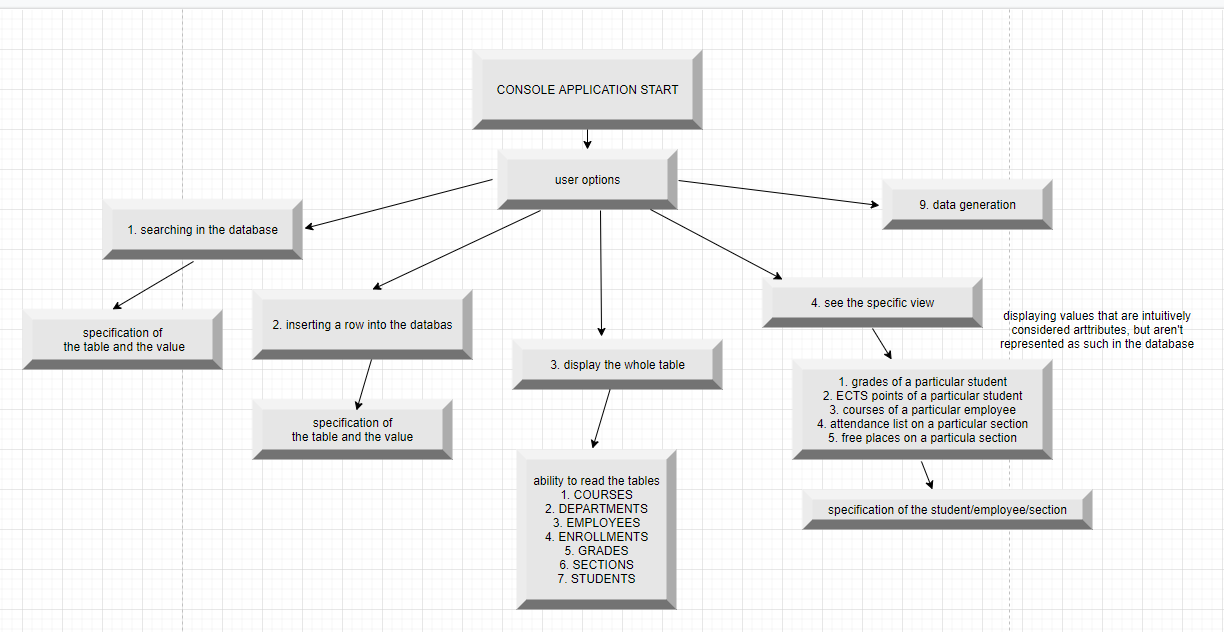 CONSOLE APPLICATION START
user options
9. data generation
1. searching in the database
specification of
the table and the value
2. inserting a row into the databas
specification of
the table and the value
3. display the whole table
ability to read the tables
1. COURSES
2. DEPARTMENTS
3. EMPLOYEES
4. ENROLLMENTS
5. GRADES
6. SECTIONS
7. STUDENTS
4. see the specific view
displaying values that are intuitively
considered arttributes, but aren't
represented as such in the database
1. grades of a particular student
2. ECTS points of a particular student
3. courses of a particular employee
4. attendance list on a particular section
5. free places on a particula section
specification of the student/employee/section